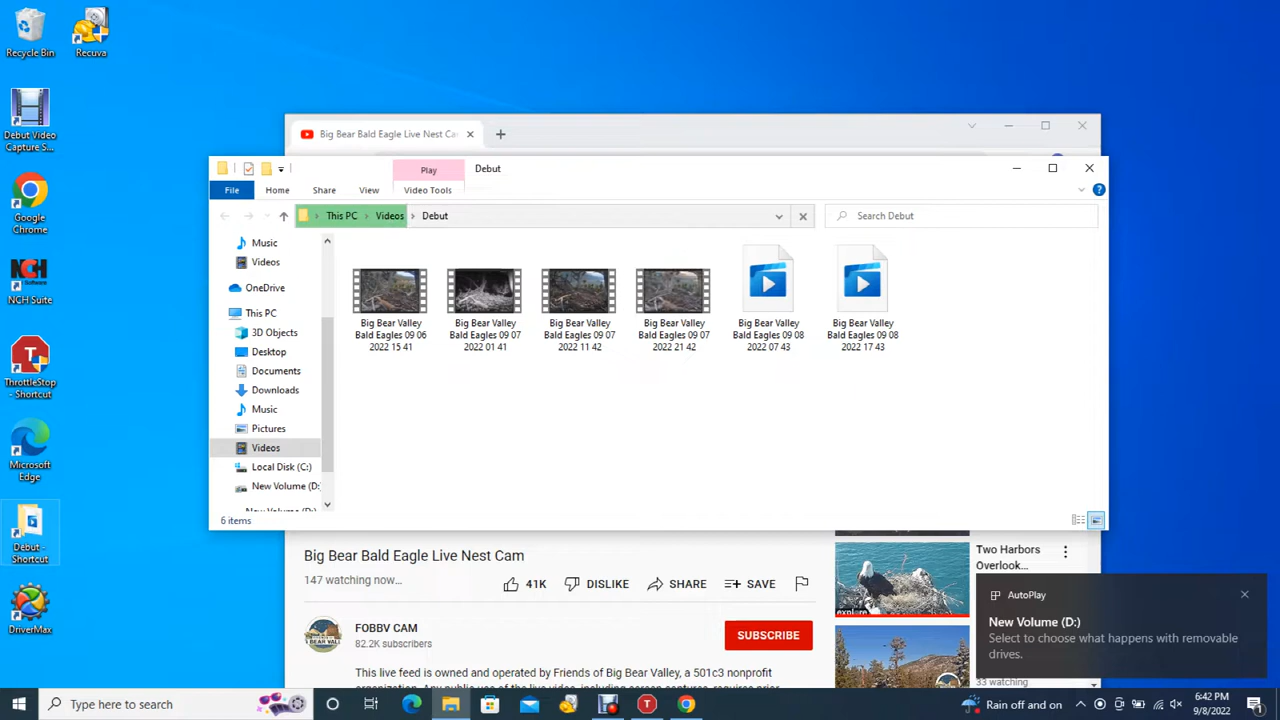 Recycle Bin
Recuva
Debut Video
Capture S...
Google
Chrome
NCH
NCH Suite
ThrottleStop
- Shortcut
Microsoft
Edge
Debut -
Shortcut
DriverMax
Big Bear Bald Eagle Live Nest Ca
Play
Debut
File
Home
Share
View
Video Tools
This PC
Videos
Debut
Search Debut
Music
Videos
OneDrive
This PC
3D Objects
Desktop
Documents
Downloads
Music
Pictures
Videos
Local Disk (C:)
New Volume (D:)
New Volume (D:)
Big Bear Valley
Bald Eagles 09 06
2022 15 41
Big Bear Valley
Bald Eagles 09 07
2022 01 41
Big Bear Valley
Bald Eagles 09 07
2022 11 42
Big Bear Valley
Bald Eagles 09 07
2022 21 42
Big Bear Valley
Bald Eagles 09 08
2022 07 43
Big Bear Valley
Bald Eagles 09 08
2022 17 43
6 items
Big Bear Bald Eagle Live Nest Cam
147 watching now...
41K
DISLIKE
SHARE
SAVE
FOBBV CAM
82.2K subscribers
SUBSCRIBE
This live feed is owned and operated by Friends of Big Bear Valley, a 501c3 nonprofit
Two Harbors
Overlook...
explore
33 watching
AutoPlay
New Volume (D:)
Select to choose what happens with removable
drives.
Type here to search
Rain off and on
6:42 PM
9/8/2022
1